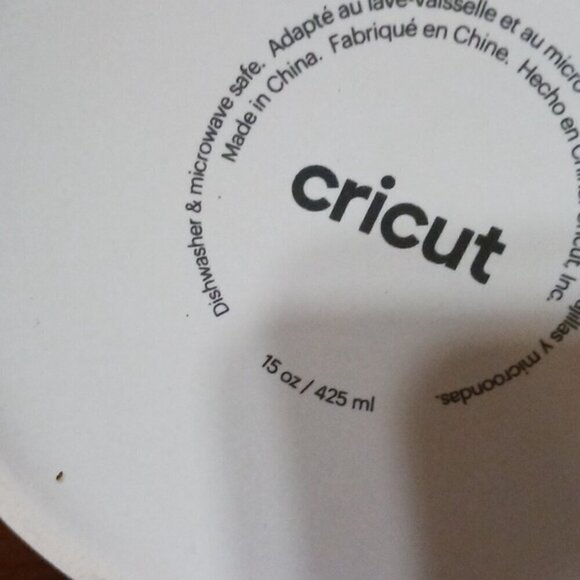 Dishwasher & microwave safe. Adapté au lave-vaisselle et au micro
y microondas.
Made in China. Fabriqué en Chine. Hecho en
Inc.
cricut
15 oz / 425 ml